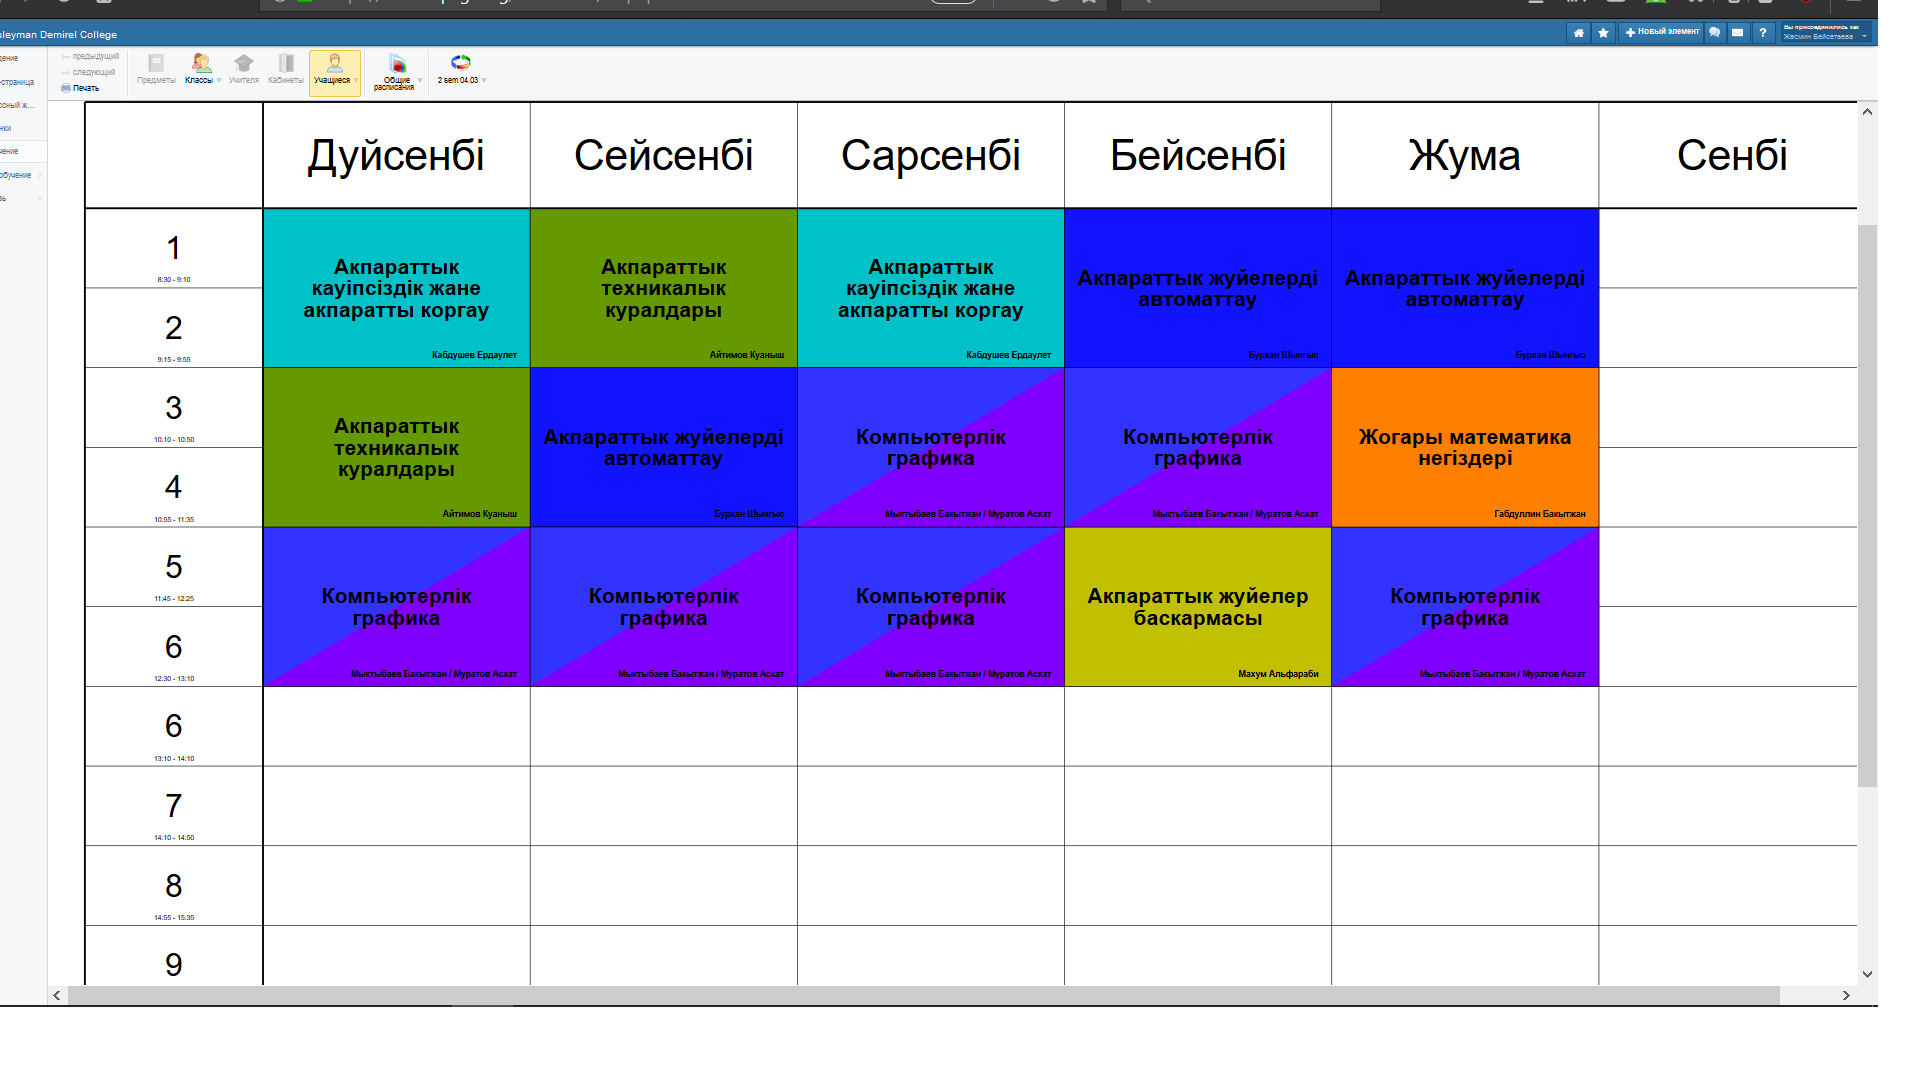 uleyman Demirel College
Новый элемент
?
Вы присоединились как
Жасмин Бейсетаева
предыдущий
следующий
Печать
Предметы
Классы
Учителя
Кабинеты
Учащиеся
Общие
расписания
2 sem 04.03
дение
-страница
ссный ж...
нки
чение
обучение
зь
Дуйсенбі
Сейсенбі
Сарсенбі
Бейсенбі
Жума
Сенбі
1
8:30 - 9:10
2
9:15 - 9:55
Акпараттык
кауіпсіздік жане
акпаратты коргау
Кабдушев Ердаулет
Акпараттык
техникалык
куралдары
Айтимов Куаныш
Акпараттык
кауіпсіздік жане
акпаратты коргау
Кабдушев Ердаулет
Акпараттык жуйелерді
автоматтау
Бурхан Шынгыс
Акпараттык жуйелерді
автоматтау
Бурхан Шынгыс
3
10:10 - 10:50
4
10:55 - 11:35
Акпараттык
техникалык
куралдары
Айтимов Куаныш
Акпараттык жуйелерді
автоматтау
Бурхан Шынгыс
Компьютерлік
графика
Мыктыбаев Бакытжан / Муратов Асхат
Компьютерлік
графика
Мыктыбаев Бакытжан / Муратов Асхат
Жогары математика
негіздері
Габдуллин Бакытжан
5
11:45 - 12:25
6
12:30 - 13:10
Компьютерлік
графика
Мыктыбаев Бакытжан / Муратов Асхат
Компьютерлік
графика
Мыктыбаев Бакытжан / Муратов Асхат
Компьютерлік
графика
Мыктыбаев Бакытжан / Муратов Асхат
Акпараттык жуйелер
баскармасы
Махум Альфараби
Компьютерлік
графика
Мыктыбаев Бакытжан / Муратов Асхат
6
13:10 - 14:10
7
14:10 - 14:50
8
14:55 - 15:35
9